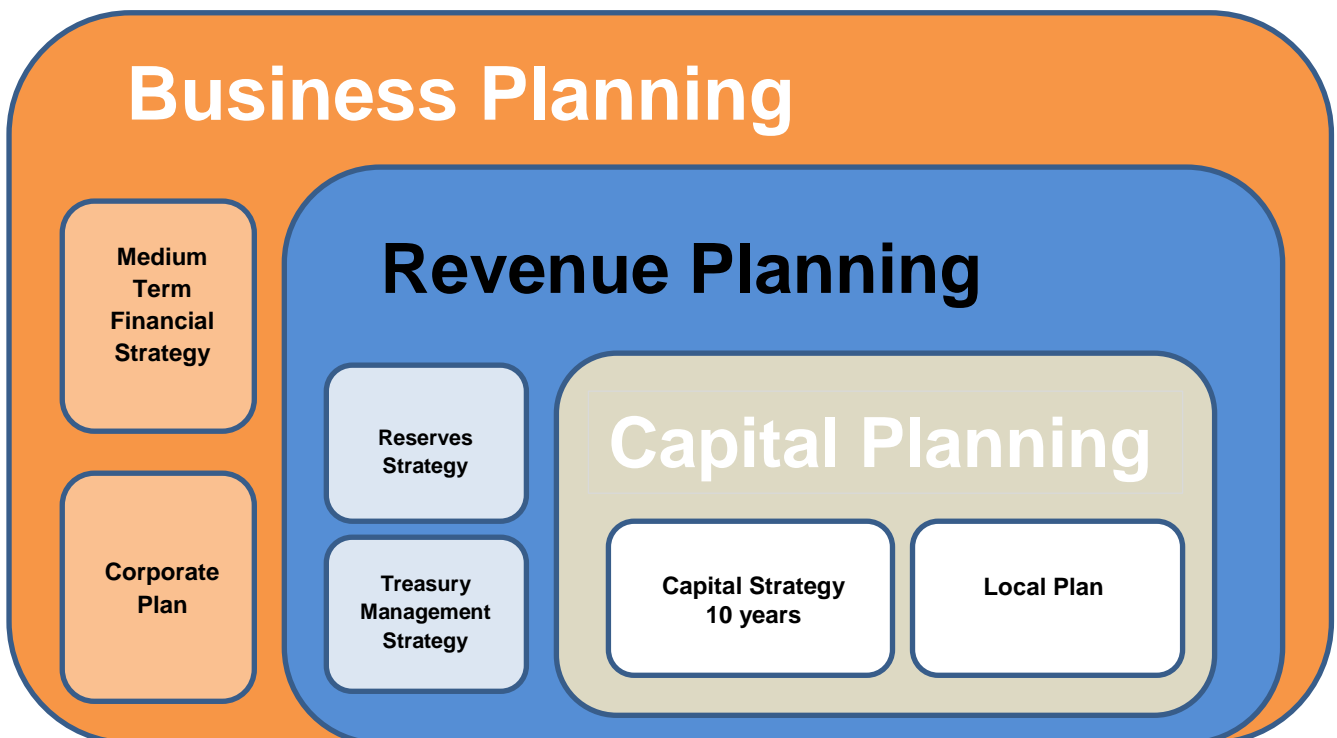 Business Planning
Medium
Term
Financial
Strategy
Revenue Planning
Reserves
Strategy
Capital Planning
Corporate
Plan
Treasury
Management
Strategy
Capital Strategy
10 years
Local Plan